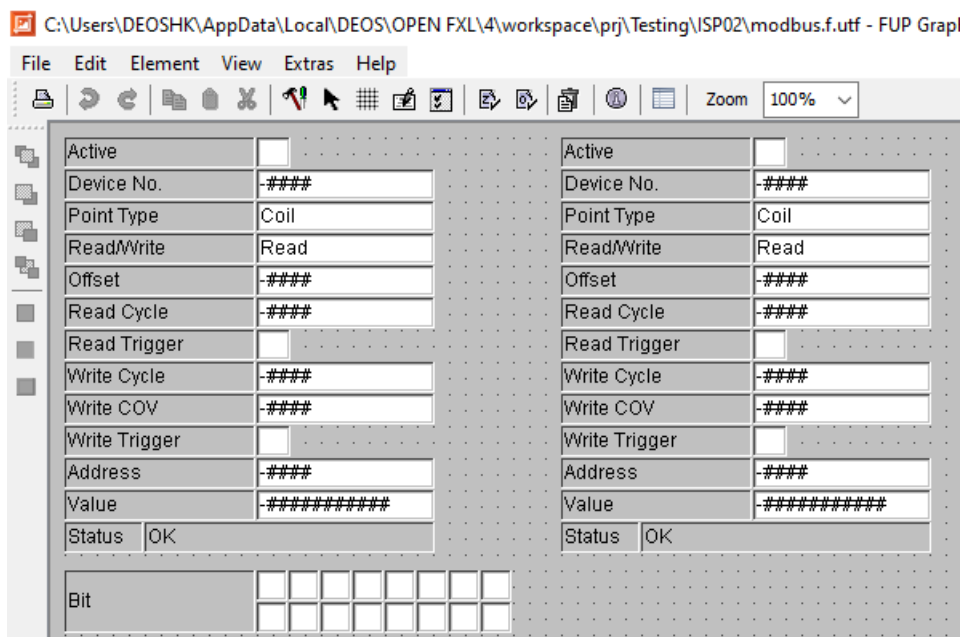 C:\Users\DEOSHK\AppData\Local\DEOS\OPEN FXL\4\workspace\prj\Testing\ISP02\modbus.f.utf - FUP Grapl
File Edit Element View Extras Help
Zoom 100%
Active Active
Device No. -#### Device No. -####
Point Type Coil Point Type Coil
Read/Write Read Read/Write Read
Offset -#### Offset -####
Read Cycle -#### Read Cycle -####
Read Trigger Read Trigger
Write Cycle -#### Write Cycle -####
Write COV -#### Write COV -####
Write Trigger Write Trigger
Address -#### Address -####
Value -########### Value -###########
Status OK Status OK
Bit